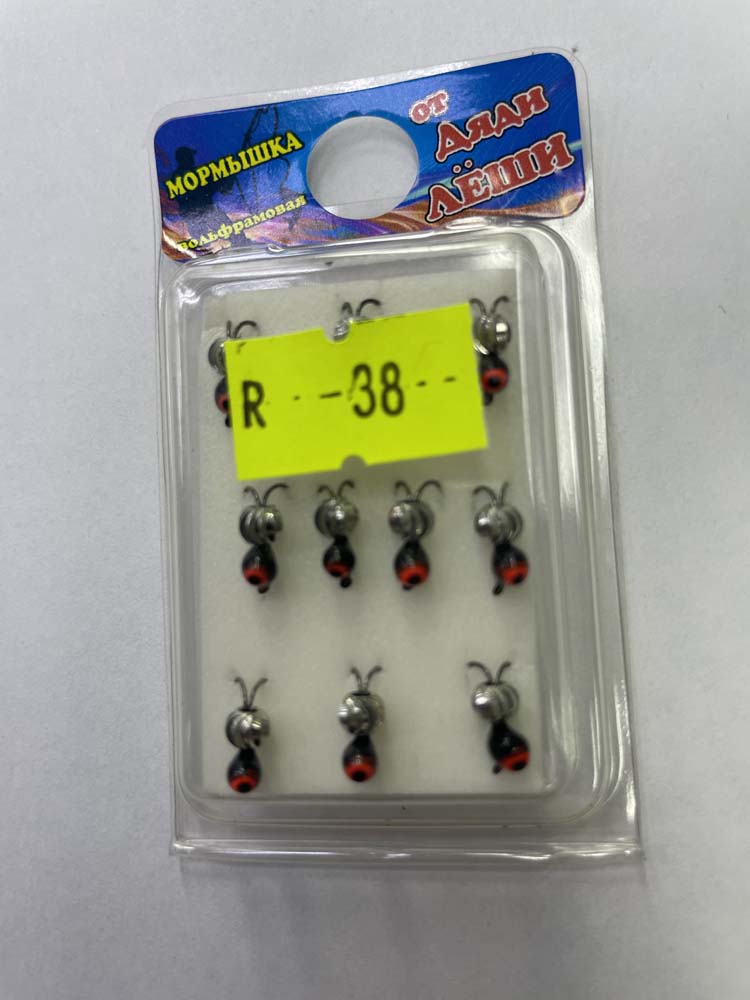 МОРМЫШКА
вольфрамовая
от
ДЯДИ
ЛЁШИ
R --38--